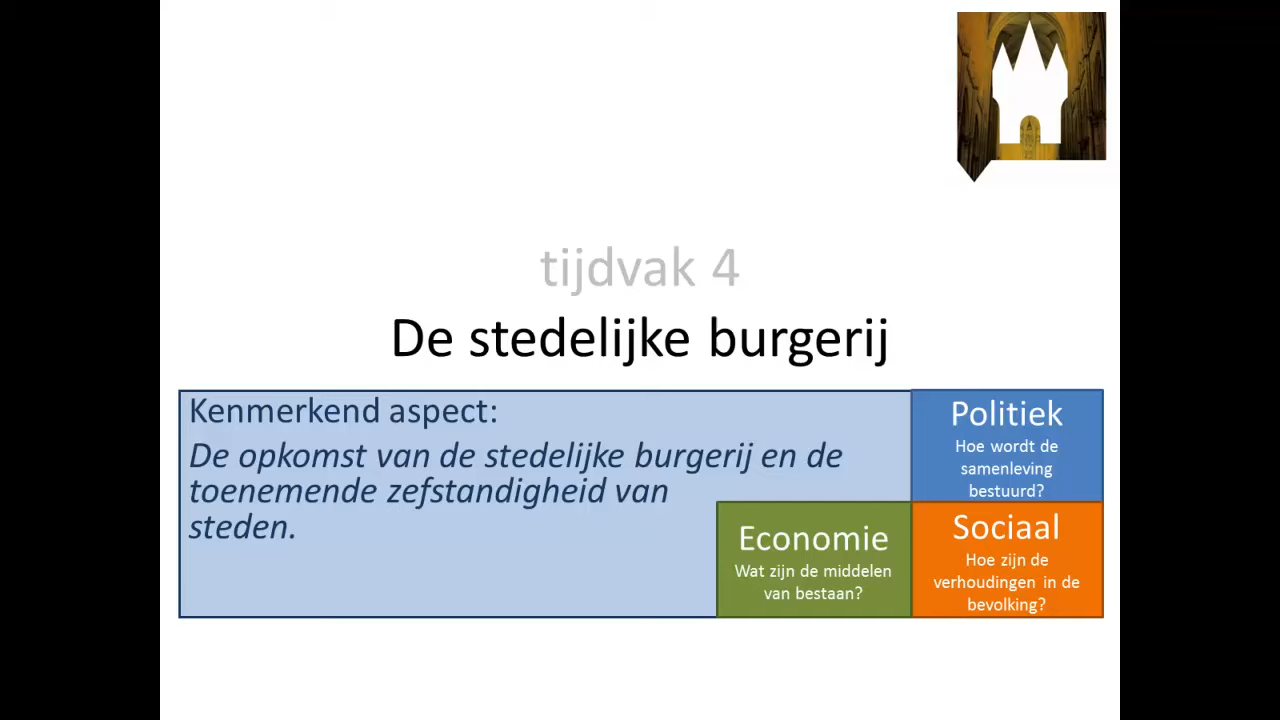 tijdvak 4
De stedelijke burgerij
Kenmerkend aspect:
De opkomst van de stedelijke burgerij en de
toenemende zefstandigheid van
steden.
Politiek
Hoe wordt de
samenleving
bestuurd?
Economie
Wat zijn de middelen
van bestaan?
Sociaal
Hoe zijn de
verhoudingen in de
bevolking?